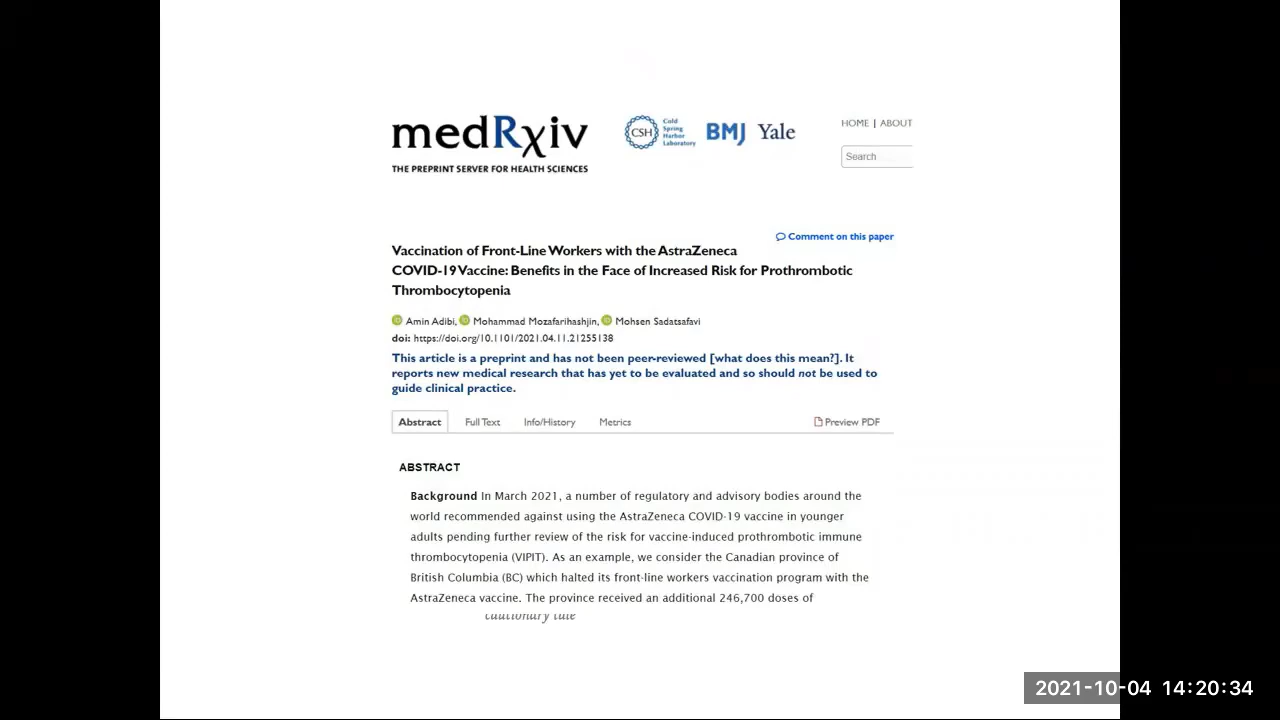 medRxiv
THE PREPRINT SERVER FOR HEALTH SCIENCES
CSH
Cold
Spring
Harbor
Laboratory
BMJ Yale
HOME | ABOUT
Search
Comment on this paper
Vaccination of Front-Line Workers with the AstraZeneca
COVID-19 Vaccine: Benefits in the Face of Increased Risk for Prothrombotic
Thrombocytopenia
iD Amin Adibi, iD Mohammad Mozafarihashjin, iD Mohsen Sadatsafavi
doi: https://doi.org/10.1101/2021.04.11.21255138
This article is a preprint and has not been peer-reviewed [what does this mean?]. It
reports new medical research that has yet to be evaluated and so should not be used to
guide clinical practice.
Abstract Full Text Info/History Metrics Preview PDF
ABSTRACT
Background In March 2021, a number of regulatory and advisory bodies around the
world recommended against using the AstraZeneca COVID-19 vaccine in younger
adults pending further review of the risk for vaccine-induced prothrombotic immune
thrombocytopenia (VIPIT). As an example, we consider the Canadian province of
British Columbia (BC) which halted its front-line workers vaccination program with the
AstraZeneca vaccine. The province received an additional 246,700 doses of
cautionary tale
2021-10-04 14:20:34